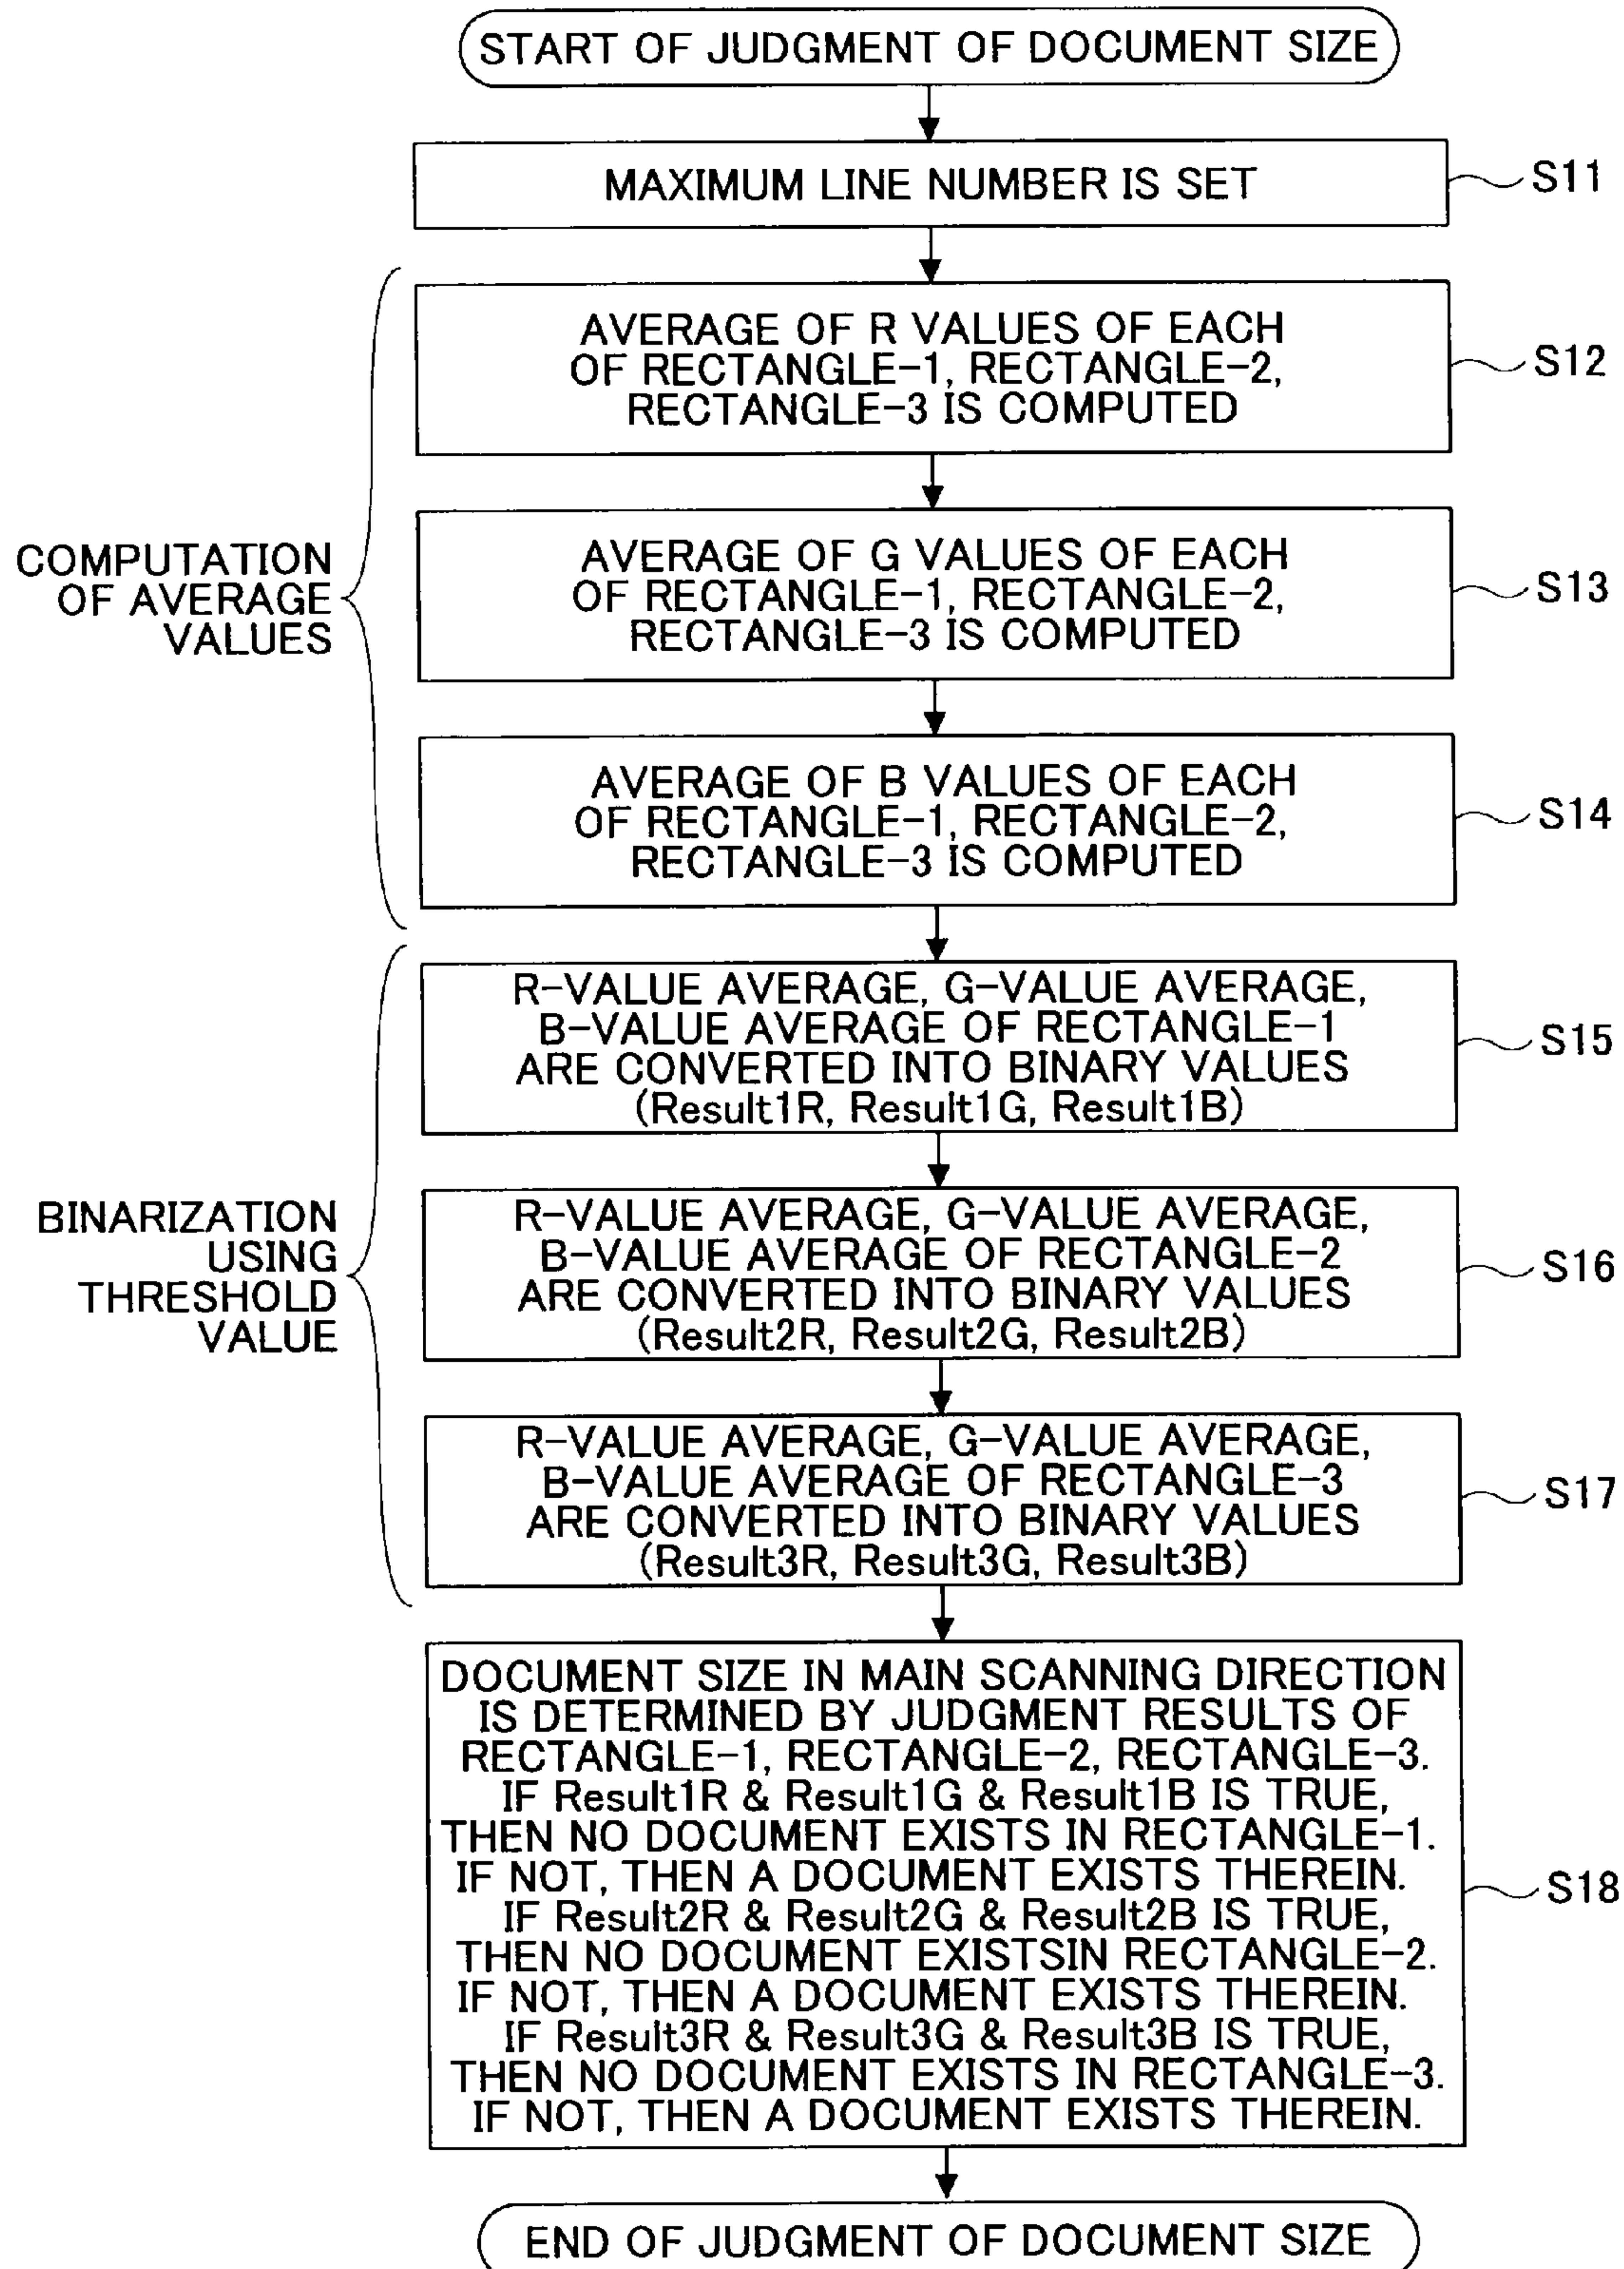 START OF JUDGMENT OF DOCUMENT SIZE
MAXIMUM LINE NUMBER IS SET
S11
AVERAGE OF R VALUES OF EACH
OF RECTANGLE-1, RECTANGLE-2,
RECTANGLE-3 IS COMPUTED
S12
COMPUTATION
OF AVERAGE
VALUES
AVERAGE OF G VALUES OF EACH
OF RECTANGLE-1, RECTANGLE-2,
RECTANGLE-3 IS COMPUTED
S13
AVERAGE OF B VALUES OF EACH
OF RECTANGLE-1, RECTANGLE-2,
RECTANGLE-3 IS COMPUTED
S14
R-VALUE AVERAGE, G-VALUE AVERAGE,
B-VALUE AVERAGE OF RECTANGLE-1
ARE CONVERTED INTO BINARY VALUES
(Result1R, Result1G, Result1B)
S15
BINARIZATION
USING
THRESHOLD
VALUE
R-VALUE AVERAGE, G-VALUE AVERAGE,
B-VALUE AVERAGE OF RECTANGLE-2
ARE CONVERTED INTO BINARY VALUES
(Result2R, Result2G, Result2B)
S16
R-VALUE AVERAGE, G-VALUE AVERAGE,
B-VALUE AVERAGE OF RECTANGLE-3
ARE CONVERTED INTO BINARY VALUES
(Result3R, Result3G, Result3B)
S17
DOCUMENT SIZE IN MAIN SCANNING DIRECTION
IS DETERMINED BY JUDGMENT RESULTS OF
RECTANGLE-1, RECTANGLE-2, RECTANGLE-3.
IF Result1R & Result1G & Result1B IS TRUE,
THEN NO DOCUMENT EXISTS IN RECTANGLE-1.
IF NOT, THEN A DOCUMENT EXISTS THEREIN.
IF Result2R & Result2G & Result2B IS TRUE,
THEN NO DOCUMENT EXISTSIN RECTANGLE-2.
IF NOT, THEN A DOCUMENT EXISTS THEREIN.
IF Result3R & Result3G & Result3B IS TRUE,
THEN NO DOCUMENT EXISTS IN RECTANGLE-3.
IF NOT, THEN A DOCUMENT EXISTS THEREIN.
S18
END OF JUDGMENT OF DOCUMENT SIZE